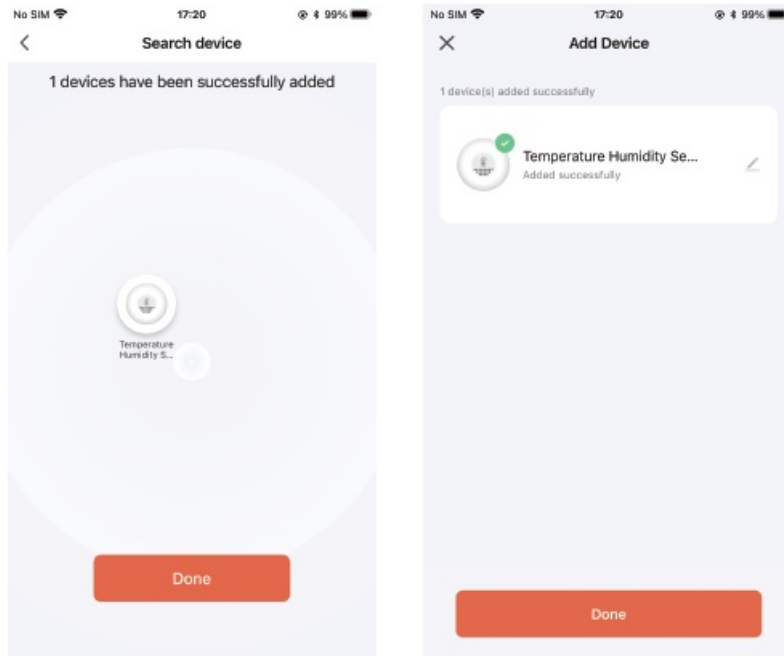 No SIM 17:20 99%
Search device
1 devices have been successfully added
Temperature
Humidity S...
Done
No SIM 17:20 99%
Add Device
1 device(s) added successfully
Temperature Humidity Se...
Added successfully
Done